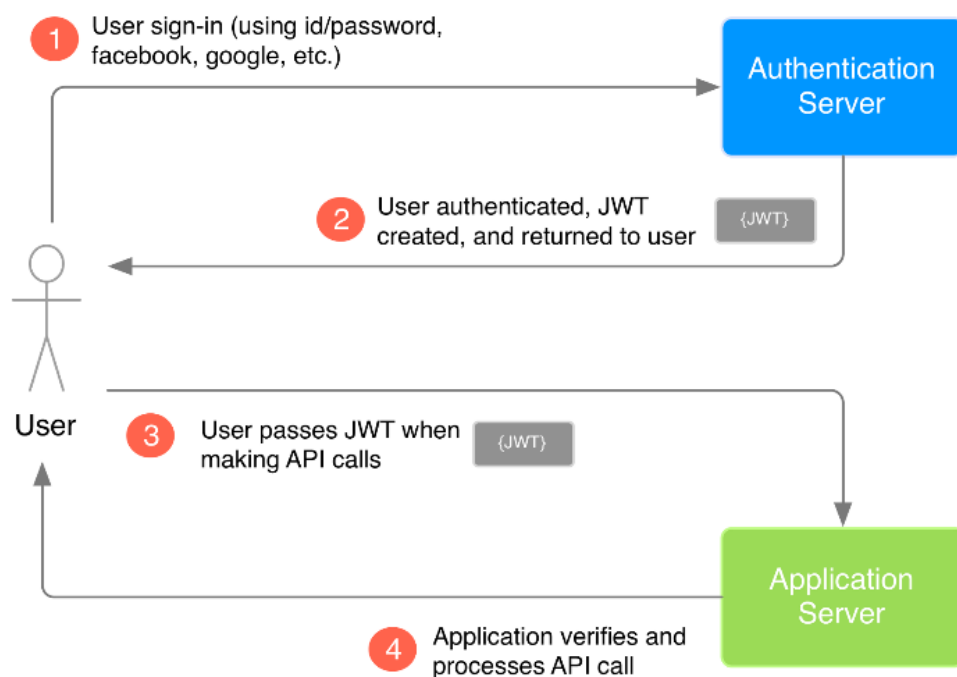 1
User sign-in (using id/password,
facebook, google, etc.)
Authentication
Server
2
User authenticated, JWT
created, and returned to user
{JWT}
User
3
User passes JWT when
making API calls
{JWT}
Application
Server
4
Application verifies and
processes API call